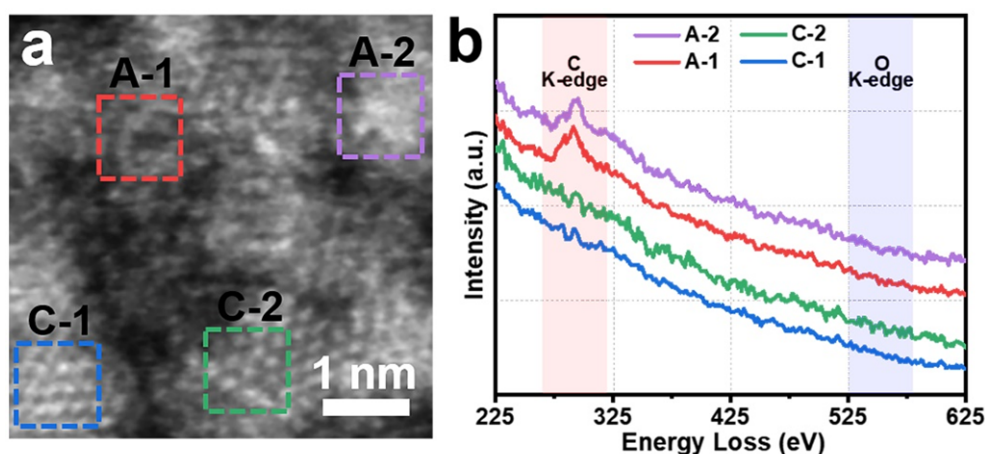 a
A-1
A-2
C-1
C-2
1 nm
b
A-2
C-2
A-1
C-1
C
K-edge
O
K-edge
Intensity (a.u.)
225
325
425
525
625
Energy Loss (eV)